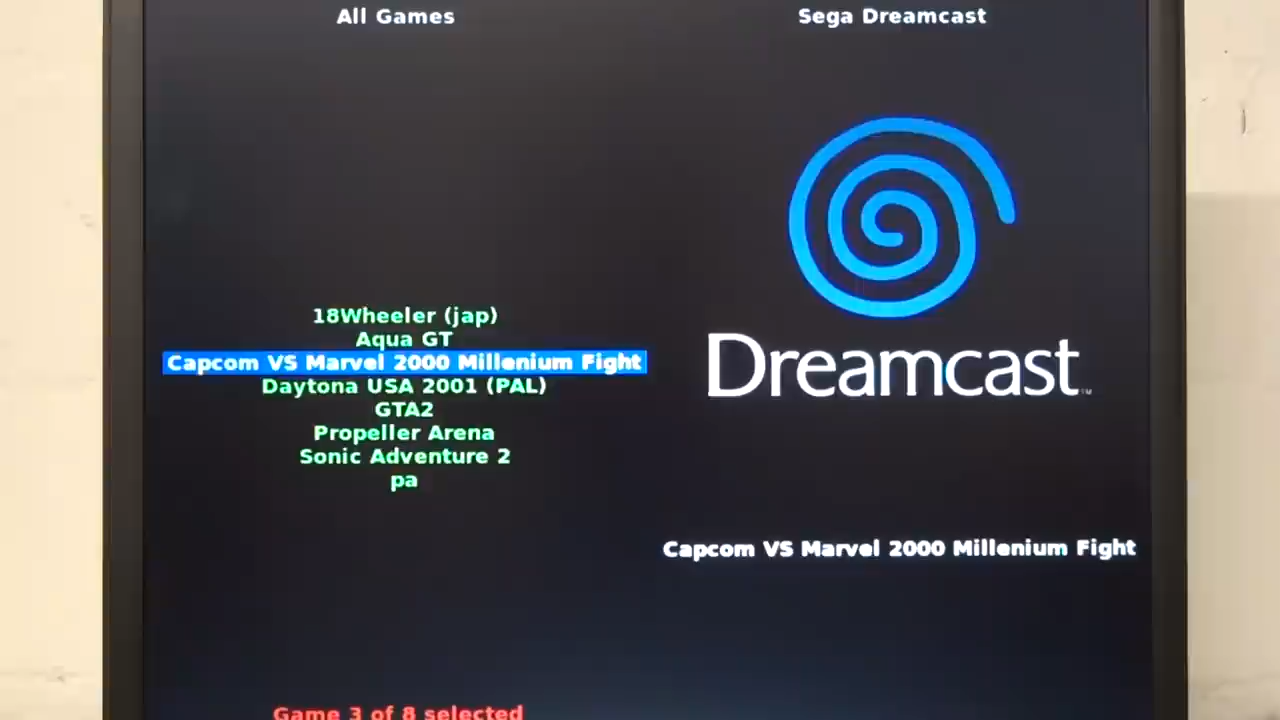 All Games
Sega Dreamcast
18Wheeler (jap)
Aqua GT
Capcom VS Marvel 2000 Millenium Fight
Daytona USA 2001 (PAL)
GTA2
Propeller Arena
Sonic Adventure 2
pa
Dreamcast™
Capcom VS Marvel 2000 Millenium Fight
Game 3 of 8 selected